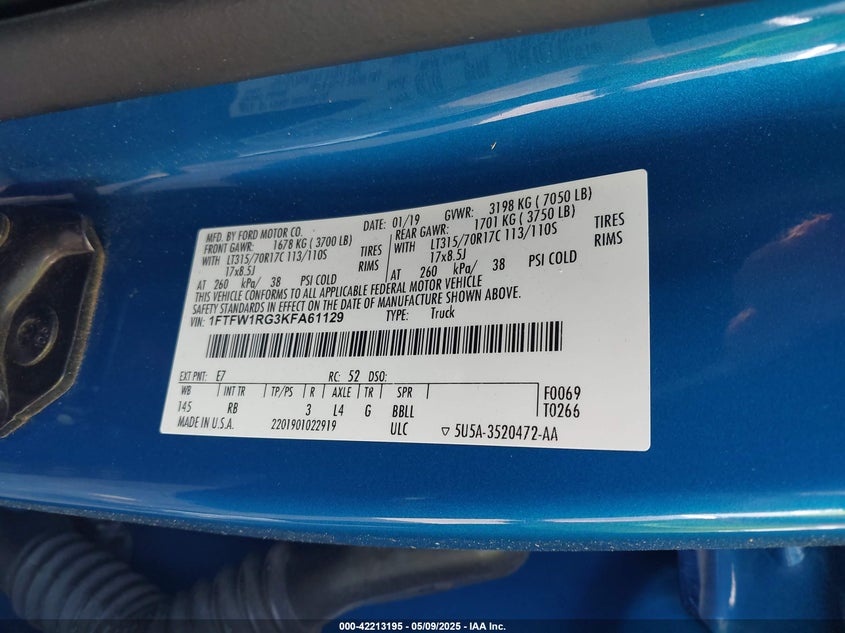 MFD. BY FORD MOTOR CO. DATE: 01/19 GVWR: 3198 KG ( 7050 LB)
FRONT GAWR: 1678 KG ( 3700 LB) REAR GAWR: 1701 KG ( 3750 LB)
WITH LT315/70R17C 113/110S TIRES WITH LT315/70R17C 113/110S TIRES
17x8.5J RIMS 17x8.5J RIMS
AT 260 kPa/ 38 PSI COLD AT 260 kPa/ 38 PSI COLD
THIS VEHICLE CONFORMS TO ALL APPLICABLE FEDERAL MOTOR VEHICLE
SAFETY STANDARDS IN EFFECT ON THE DATE OF MANUFACTURE SHOWN ABOVE.
VIN: 1FTFW1RG3KFA61129 TYPE: Truck
EXT PNT: E7 RC: 52 DSO:
WB INT TR TP/PS R AXLE TR SPR F0069
145 RB 3 L4 G BBLL T0266
MADE IN U.S.A. 2201901022919 ULC ▽ 5U5A-3520472-AA
000-42213195 - 05/09/2025 - IAA Inc.